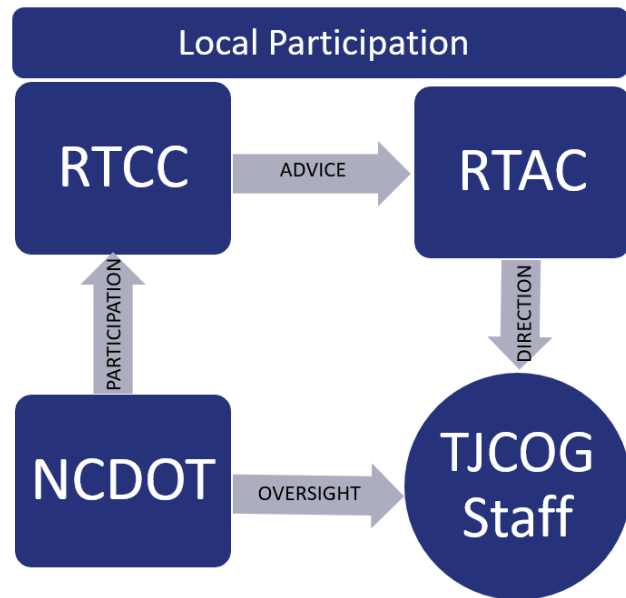 Local Participation
RTCC
ADVICE
RTAC
PARTICIPATION
DIRECTION
NCDOT
OVERSIGHT
TJCOG
Staff